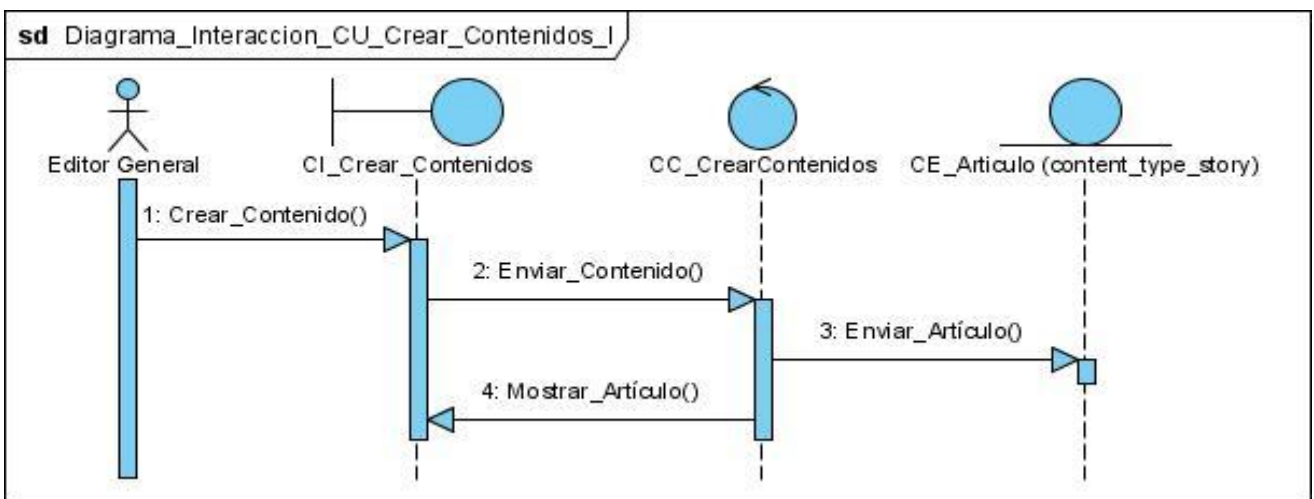 sd Diagrama_Interaccion_CU_Crear_Contenidos_I
Editor General
CI_Crear_Contenidos
CC_CrearContenidos
CE_Articulo (content_type_story)
1: Crear_Contenido()
2: Enviar_Contenido()
3: Enviar_Artículo()
4: Mostrar_Artículo()